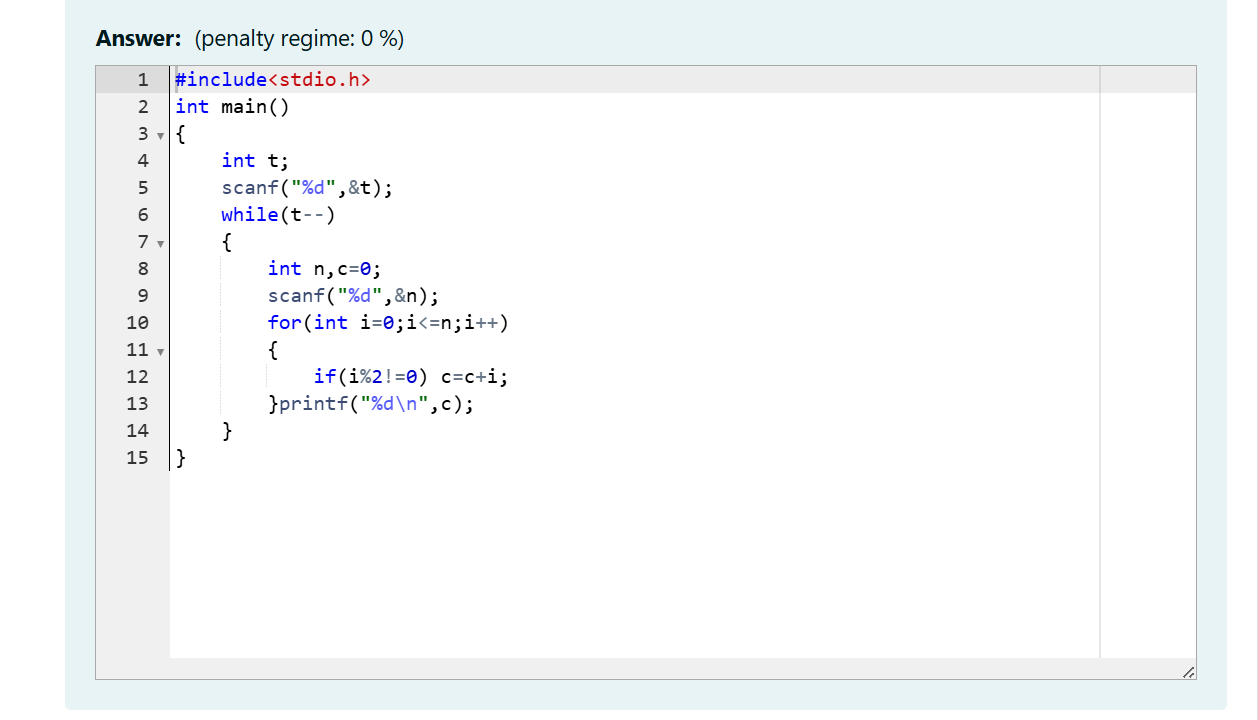 Answer: (penalty regime: 0 %)
1 #include<stdio.h>
2 int main()
3 {
4     int t;
5     scanf("%d",&t);
6     while(t--)
7     {
8         int n,c=0;
9         scanf("%d",&n);
10         for(int i=0;i<=n;i++)
11         {
12             if(i%2!=0) c=c+i;
13         }printf("%d\n",c);
14     }
15 }